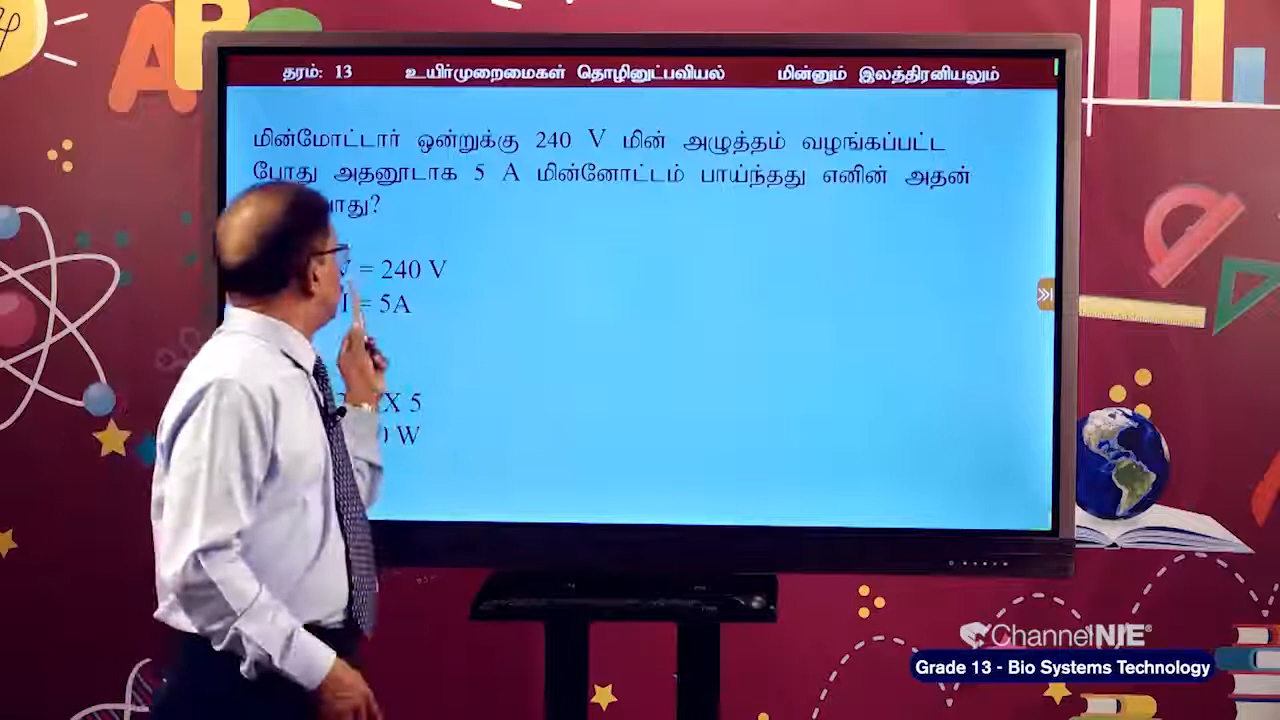 தரம்: 13 உயிர்முறைமைகள் தொழினுட்பவியல் மின்னும் இலத்திரனியலும்
மின்மோட்டார் ஒன்றுக்கு 240 V மின் அழுத்தம் வழங்கப்பட்ட
போது அதனூடாக 5 A மின்னோட்டம் பாய்ந்தது எனின் அதன்
V = 240 V
I = 5A
X 5
W
ChannelNIE®
Grade 13 - Bio Systems Technology